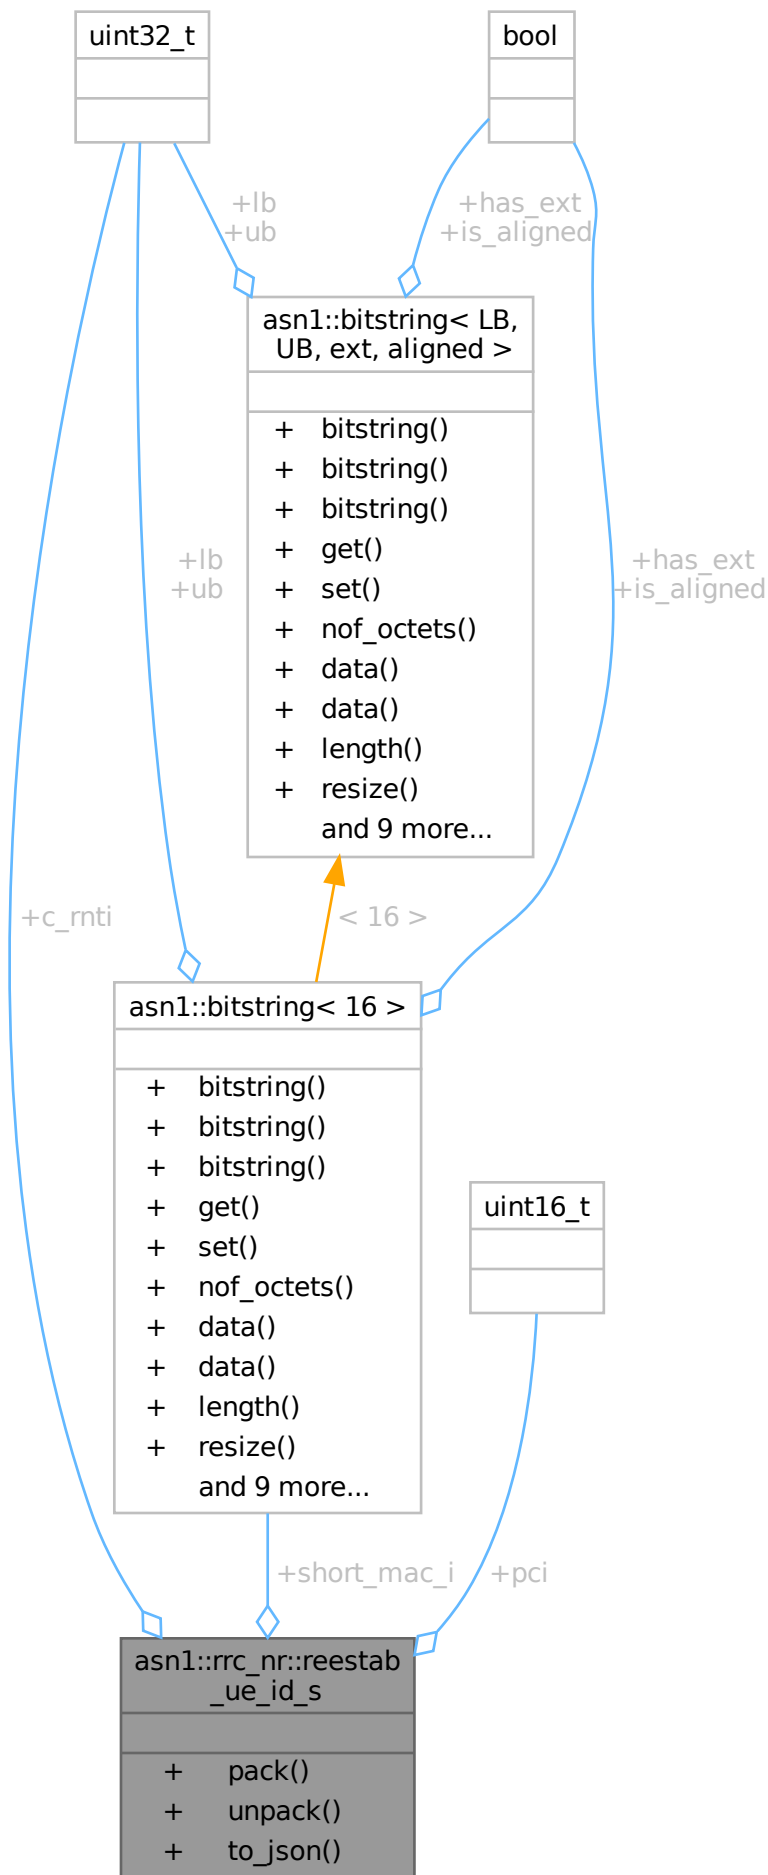 uint32_t
bool
+lb
+ub
+has_ext
+is_aligned
asn1::bitstring< LB,
UB, ext, aligned >
+ bitstring()
+ bitstring()
+ bitstring()
+ get()
+ set()
+ nof_octets()
+ data()
+ data()
+ length()
+ resize()
and 9 more...
+lb
+ub
+has_ext
+is_aligned
+c_rnti
< 16 >
asn1::bitstring< 16 >
+ bitstring()
+ bitstring()
+ bitstring()
+ get()
+ set()
+ nof_octets()
+ data()
+ data()
+ length()
+ resize()
and 9 more...
uint16_t
+short_mac_i
+pci
asn1::rrc_nr::reestab
_ue_id_s
+ pack()
+ unpack()
+ to_json()